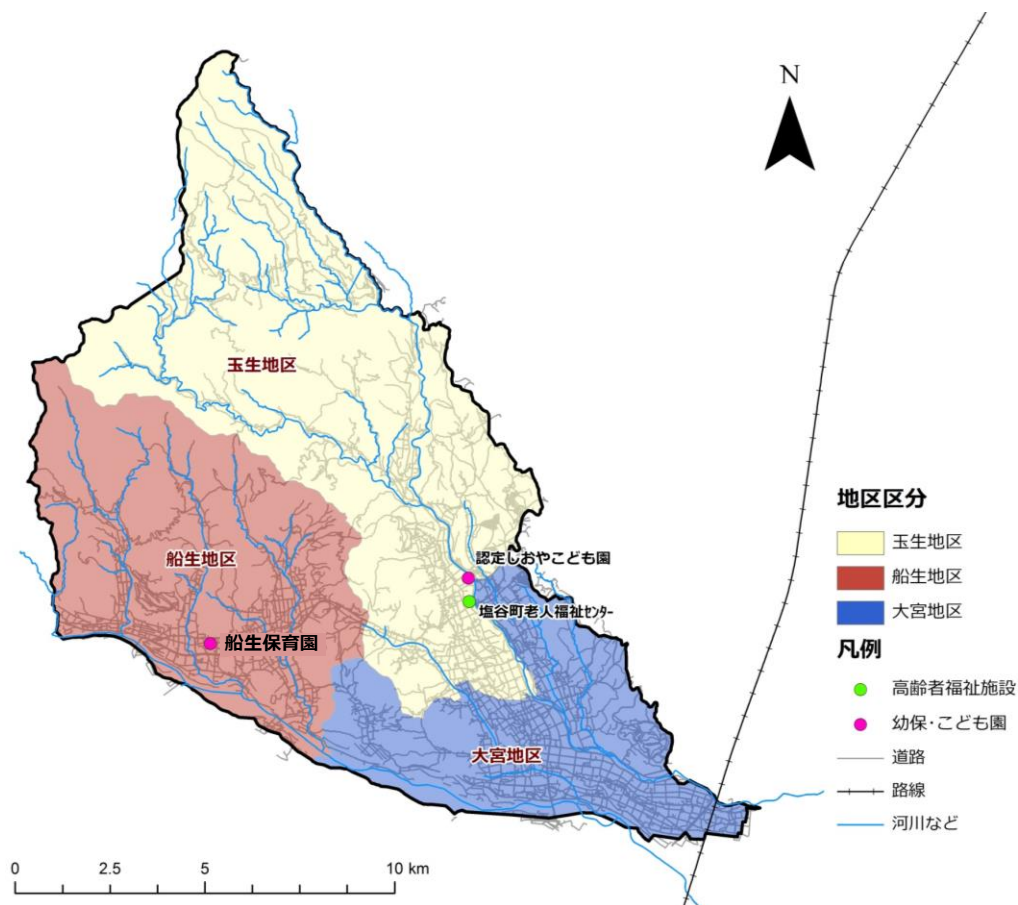 N
玉生地区
地区区分
玉生地区
船生地区
大宮地区
認定しおやこども園
船生地区
塩谷町老人福祉センター
船生保育園
凡例
高齢者福祉施設
幼保・こども園
大宮地区
道路
路線
河川など
0 2.5 5 10 km